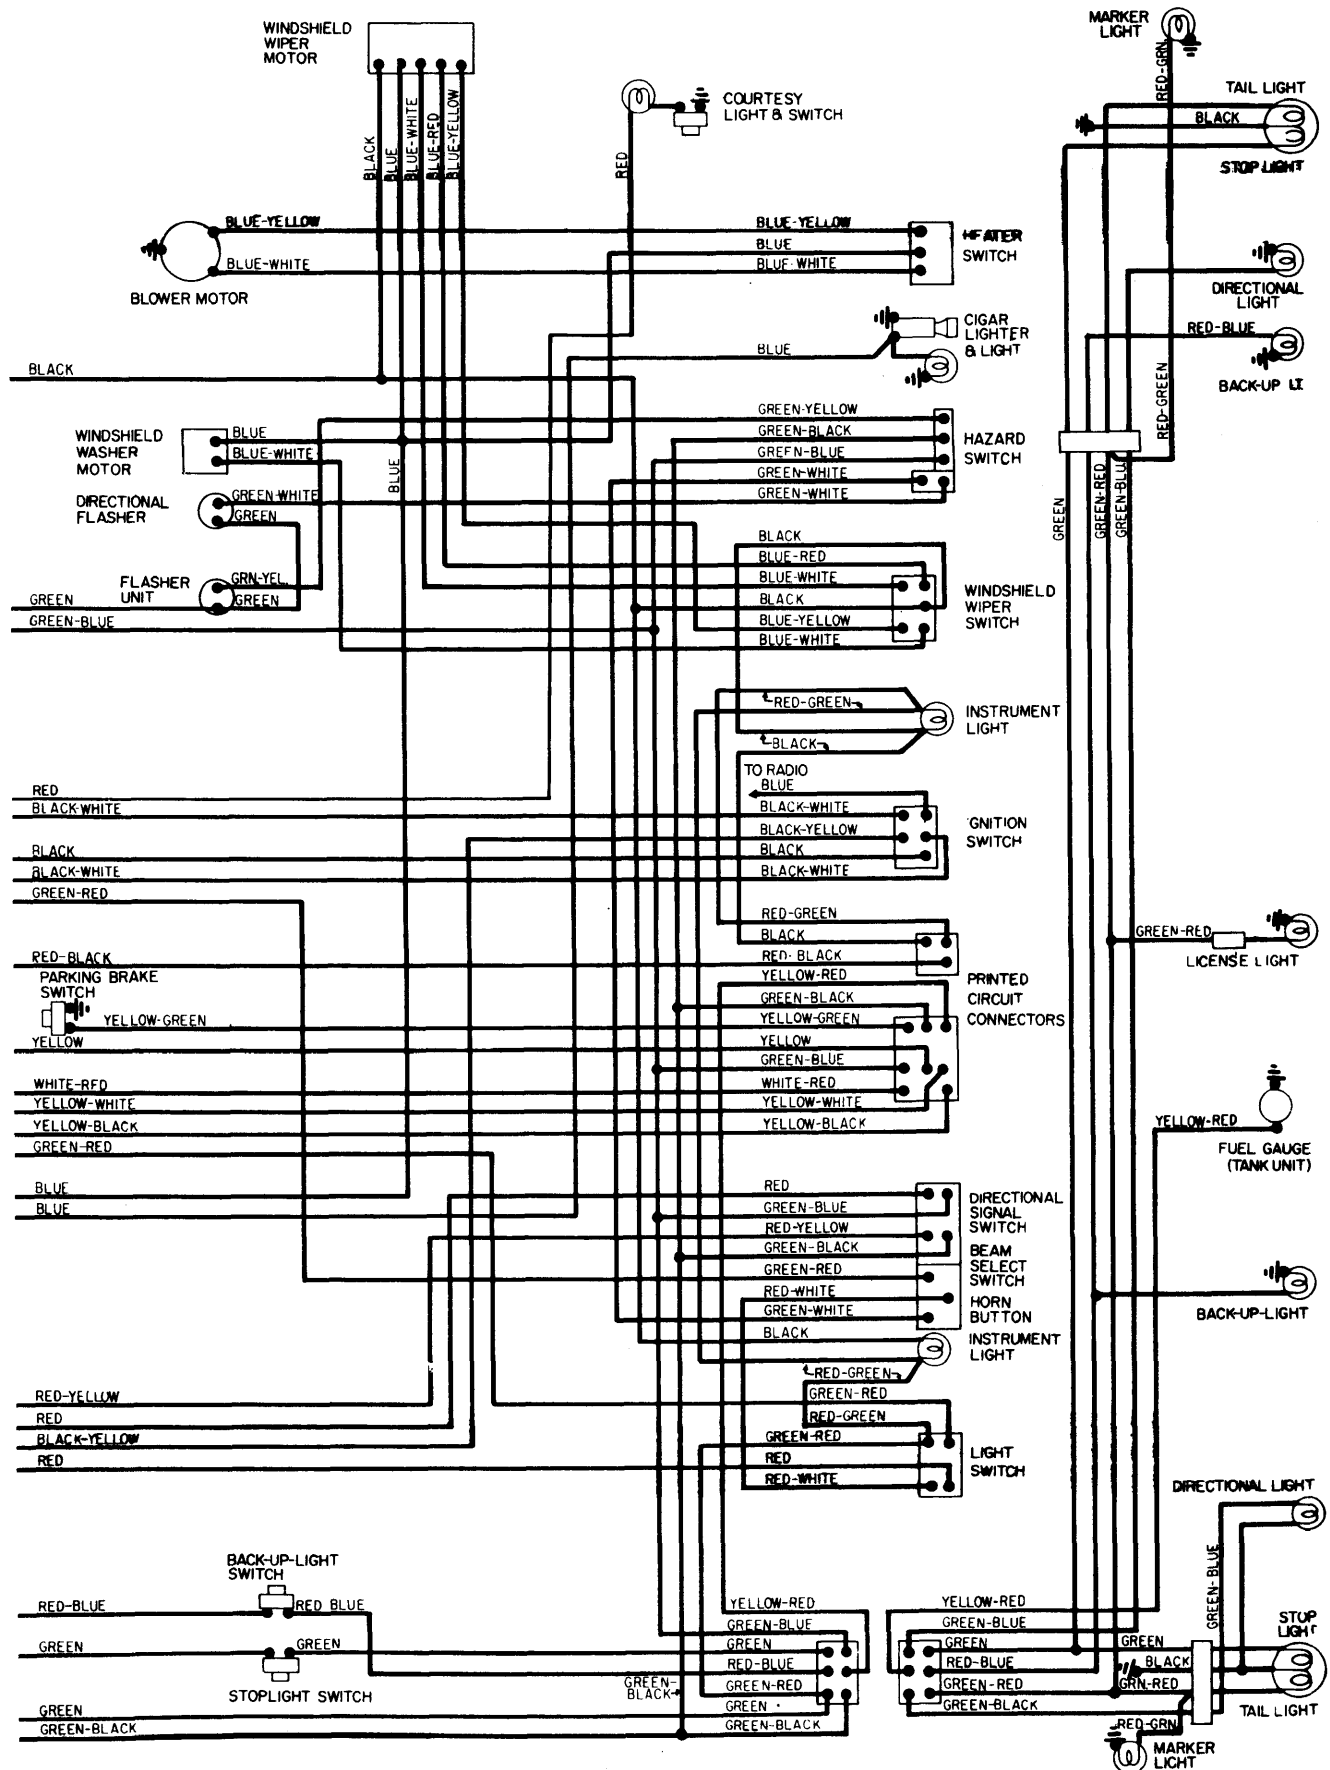 WINDSHIELD
WIPER
MOTOR
MARKER
LIGHT
RED-GRN.
TAIL LIGHT
BLACK
STOP LIGHT
COURTESY
LIGHT & SWITCH
BLACK
BLUE
BLUE-WHITE
BLUE-RED
BLUE-YELLOW
RED
BLUE-YELLOW
BLUE-WHITE
BLOWER MOTOR
BLUE-YELLOW
BLUE
BLUE-WHITE
HEATER
SWITCH
DIRECTIONAL
LIGHT
CIGAR
LIGHTER
& LIGHT
BLUE
RED-BLUE
BACK-UP LT
BLACK
RED-GREEN
WINDSHIELD
WASHER
MOTOR
BLUE
BLUE-WHITE
BLUE
GREEN-YELLOW
GREEN-BLACK
GREEN-BLUE
GREEN-WHITE
GREEN-WHITE
HAZARD
SWITCH
DIRECTIONAL
FLASHER
GREEN-WHITE
GREEN
GREEN
GREEN-RED
GREEN-BLUE
FLASHER
UNIT
GRN-YEL.
GREEN
GREEN
GREEN-BLUE
BLACK
BLUE-RED
BLUE-WHITE
BLACK
BLUE-YELLOW
BLUE-WHITE
WINDSHIELD
WIPER
SWITCH
RED-GREEN
BLACK
INSTRUMENT
LIGHT
TO RADIO
BLUE
RED
BLACK-WHITE
BLACK-WHITE
BLACK-YELLOW
BLACK
BLACK-WHITE
IGNITION
SWITCH
BLACK
BLACK-WHITE
GREEN-RED
RED-GREEN
BLACK
RED-BLACK
YELLOW-RED
GREEN-BLACK
YELLOW-GREEN
YELLOW
GREEN-BLUE
WHITE-RED
YELLOW-WHITE
YELLOW-BLACK
PRINTED
CIRCUIT
CONNECTORS
GREEN-RED
LICENSE LIGHT
RED-BLACK
PARKING BRAKE
SWITCH
YELLOW-GREEN
YELLOW
WHITE-RED
YELLOW-WHITE
YELLOW-BLACK
GREEN-RED
BLUE
BLUE
YELLOW-RED
FUEL GAUGE
(TANK UNIT)
RED
GREEN-BLUE
RED-YELLOW
GREEN-BLACK
GREEN-RED
RED-WHITE
GREEN-WHITE
BLACK
DIRECTIONAL
SIGNAL
SWITCH
BEAM
SELECT
SWITCH
HORN
BUTTON
INSTRUMENT
LIGHT
BACK-UP-LIGHT
RED-GREEN
GREEN-RED
RED-GREEN
GREEN-RED
RED
RED-WHITE
LIGHT
SWITCH
RED-YELLOW
RED
BLACK-YELLOW
RED
DIRECTIONAL LIGHT
GREEN-BLUE
BACK-UP-LIGHT
SWITCH
RED-BLUE
RED BLUE
GREEN
GREEN
STOPLIGHT SWITCH
GREEN
GREEN-BLACK
GREEN-
BLACK
YELLOW-RED
GREEN-BLUE
GREEN
RED-BLUE
GREEN-RED
GREEN
GREEN-BLACK
YELLOW-RED
GREEN-BLUE
GREEN
RED-BLUE
GREEN-RED
GREEN-BLACK
GREEN
BLACK
GRN-RED
RED-GRN
STOP
LIGHT
TAIL LIGHT
MARKER
LIGHT